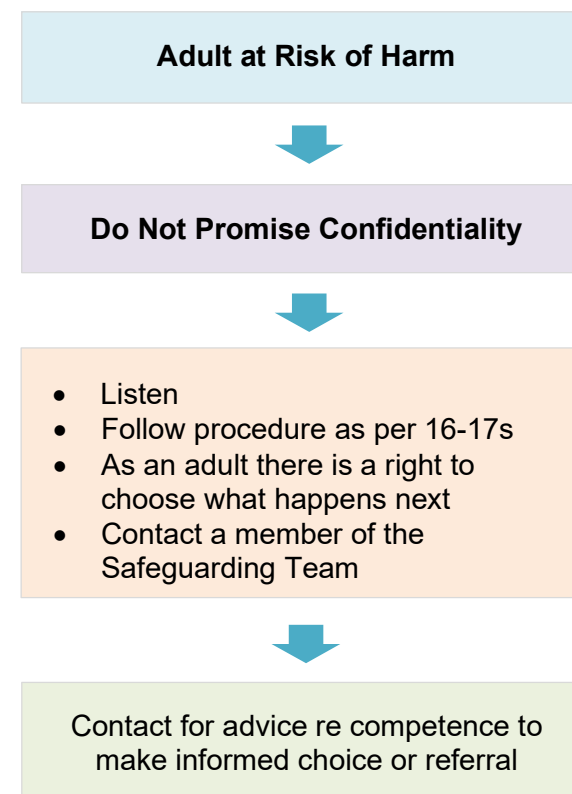 Adult at Risk of Harm
Do Not Promise Confidentiality
• Listen
• Follow procedure as per 16-17s
• As an adult there is a right to
choose what happens next
• Contact a member of the
Safeguarding Team
Contact for advice re competence to
make informed choice or referral